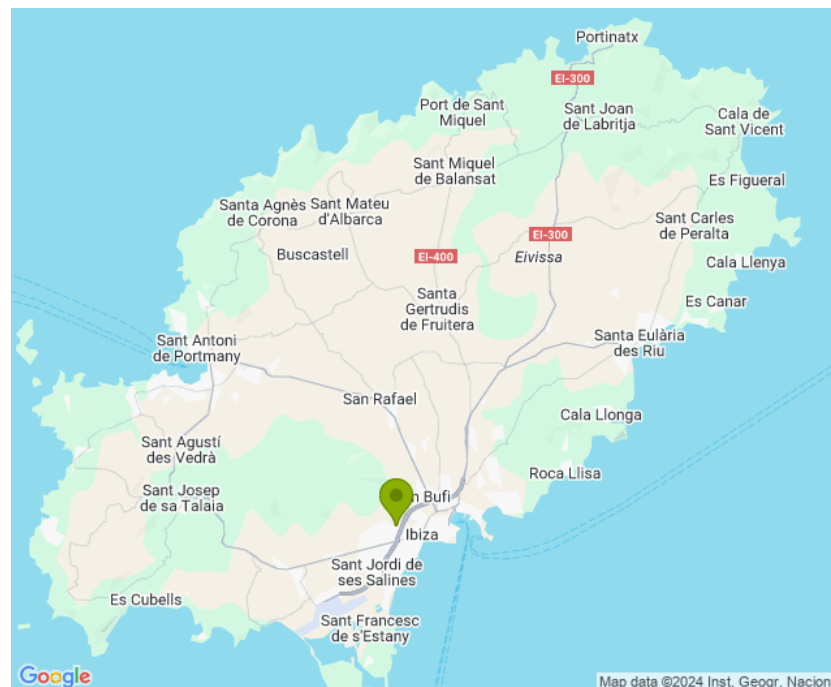 Portinatx
EI-300
Port de Sant
Miquel
Sant Joan
de Labritja
Cala de
Sant Vicent
Sant Miquel
de Balansat
Es Figueral
Santa Agnès
de Corona
Sant Mateu
d'Albarca
Sant Carles
de Peralta
EI-300
Buscastell
EI-400
Eivissa
Cala Llenya
Santa
Gertrudis
de Fruitera
Es Canar
Sant Antoni
de Portmany
Santa Eulària
des Riu
San Rafael
Cala Llonga
Sant Agustí
des Vedrà
Roca Llisa
Sant Josep
de sa Talaia
n Bufi
Ibiza
Sant Jordi de
ses Salines
Es Cubells
Sant Francesc
de s'Estany
Google
Map data ©2024 Inst. Geogr. Nacion